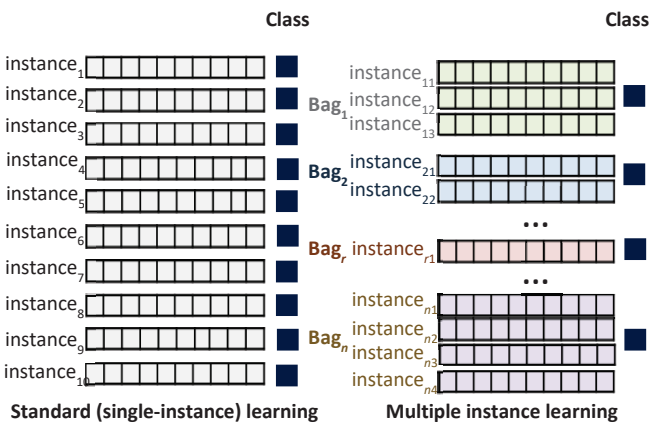 Class
instance1
instance2
instance3
instance4
instance5
instance6
instance7
instance8
instance9
instance10
Standard (single-instance) learning
Class
Bag1
instance11
instance12
instance13
Bag2
instance21
instance22
...
Bagr instancer1
...
Bagn
instancen1
instancen2
instancen3
instancen4
Multiple instance learning